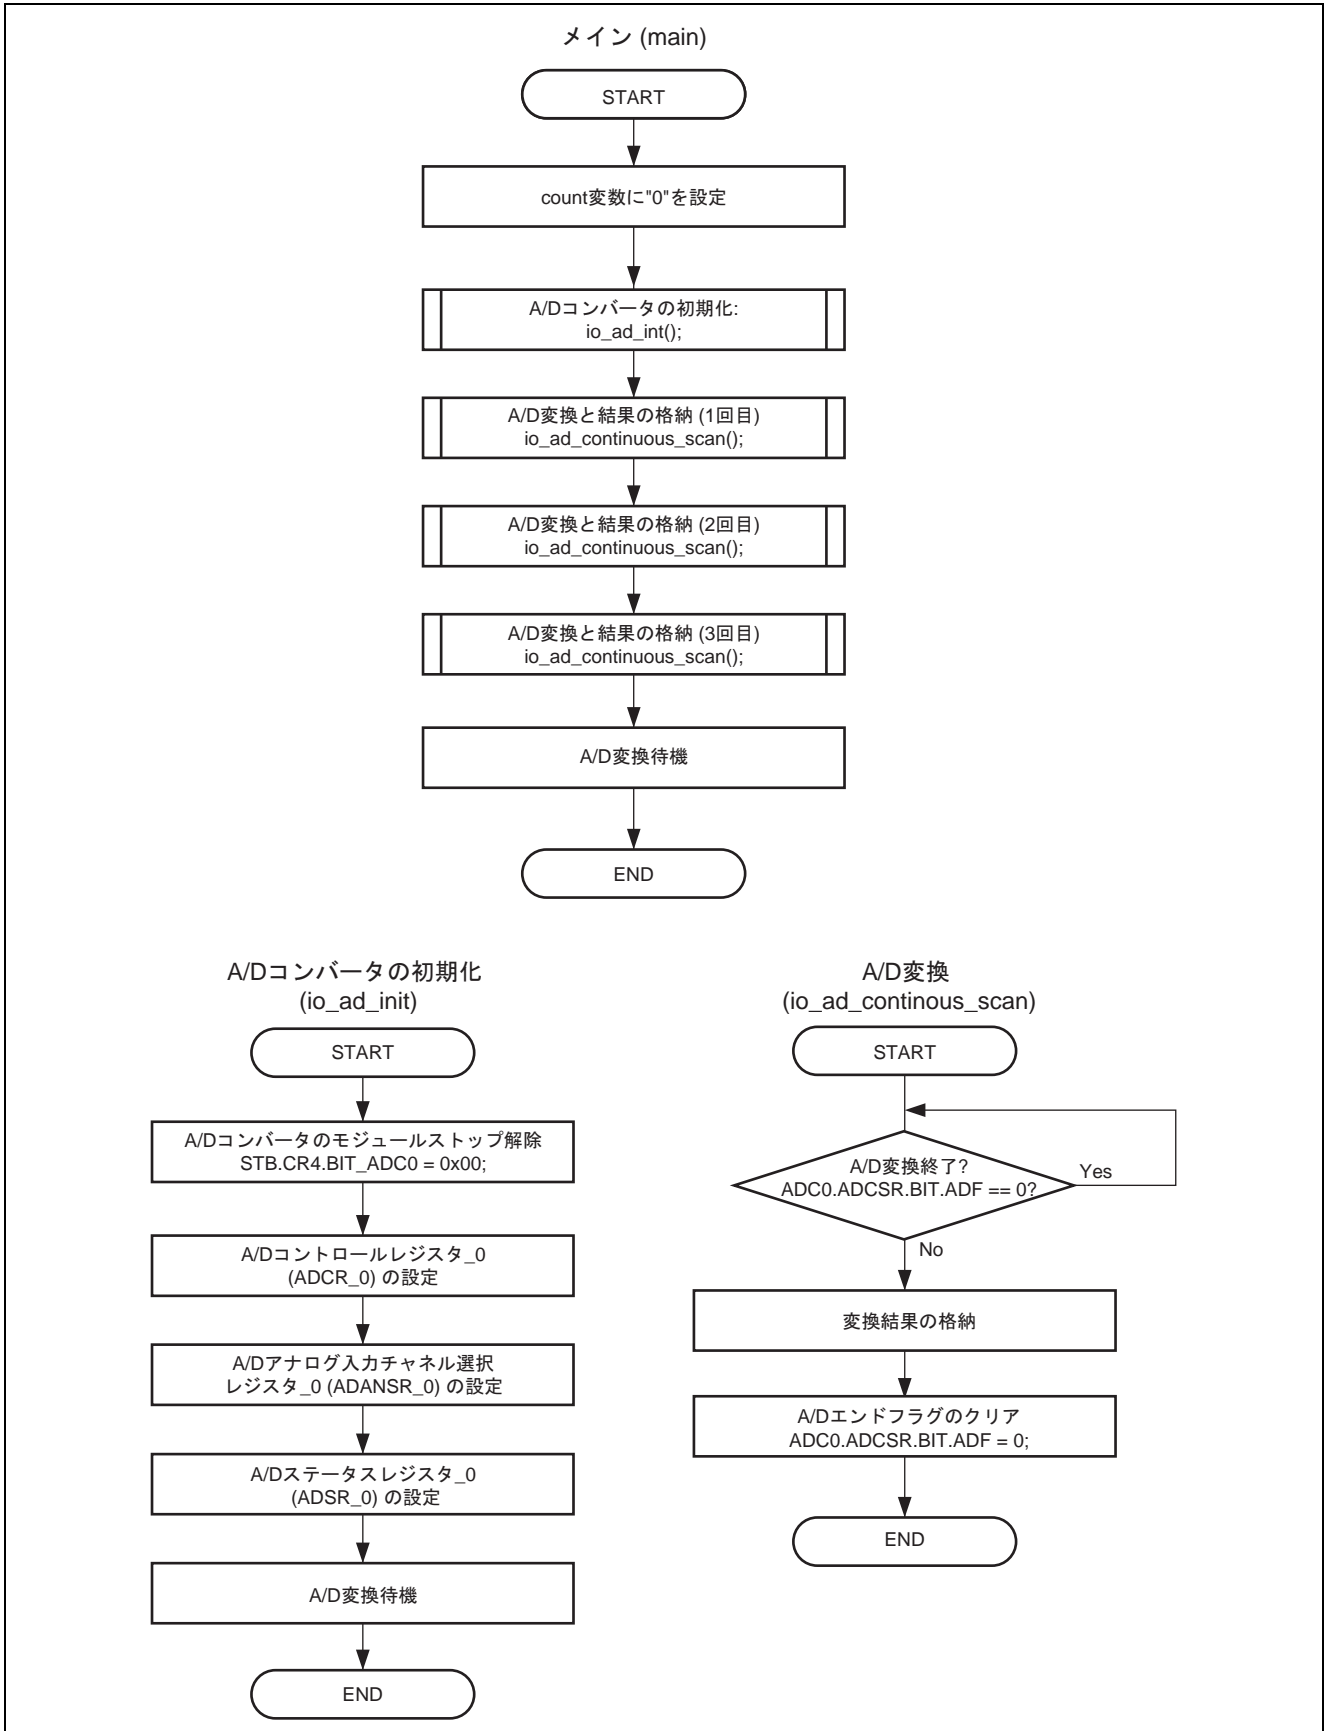 メイン (main)
START
count変数に"0"を設定
A/Dコンバータの初期化:
io_ad_int();
A/D変換と結果の格納 (1回目)
io_ad_continuous_scan();
A/D変換と結果の格納 (2回目)
io_ad_continuous_scan();
A/D変換と結果の格納 (3回目)
io_ad_continuous_scan();
A/D変換待機
END
A/Dコンバータの初期化
(io_ad_init)
START
A/Dコンバータのモジュールストップ解除
STB.CR4.BIT_ADC0 = 0x00;
A/Dコントロールレジスタ_0
(ADCR_0) の設定
A/Dアナログ入力チャネル選択
レジスタ_0 (ADANSR_0) の設定
A/Dステータスレジスタ_0
(ADSR_0) の設定
A/D変換待機
END
A/D変換
(io_ad_continous_scan)
START
A/D変換終了?
ADC0.ADCSR.BIT.ADF == 0?
Yes
No
変換結果の格納
A/Dエンドフラグのクリア
ADC0.ADCSR.BIT.ADF = 0;
END